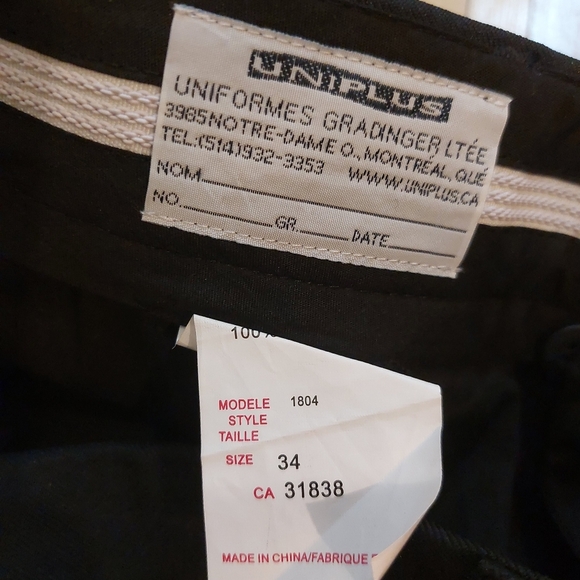 UNIPLUS
UNIFORMES GRADINGER LTÉE
3985 NOTRE-DAME O., MONTRÉAL, QUÉ
TEL:(514)932-3353 WWW.UNIPLUS.CA
NOM
NO. GR. DATE
100%
MODELE 1804
STYLE
TAILLE
SIZE 34
CA 31838
MADE IN CHINA/FABRIQUE